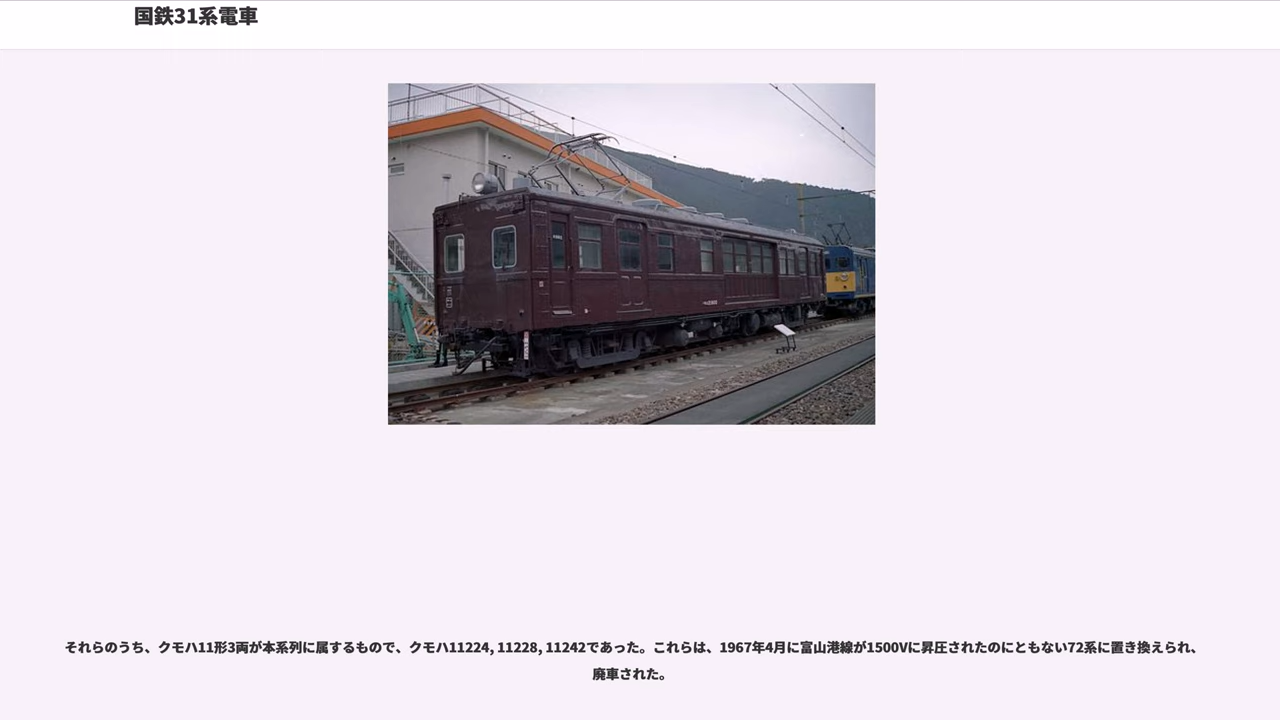 国鉄31系電車
それらのうち、クモハ11形3両が本系列に属するもので、クモハ11224, 11228, 11242であった。これらは、1967年4月に富山港線が1500Vに昇圧されたのにともない72系に置き換えられ、
廃車された。